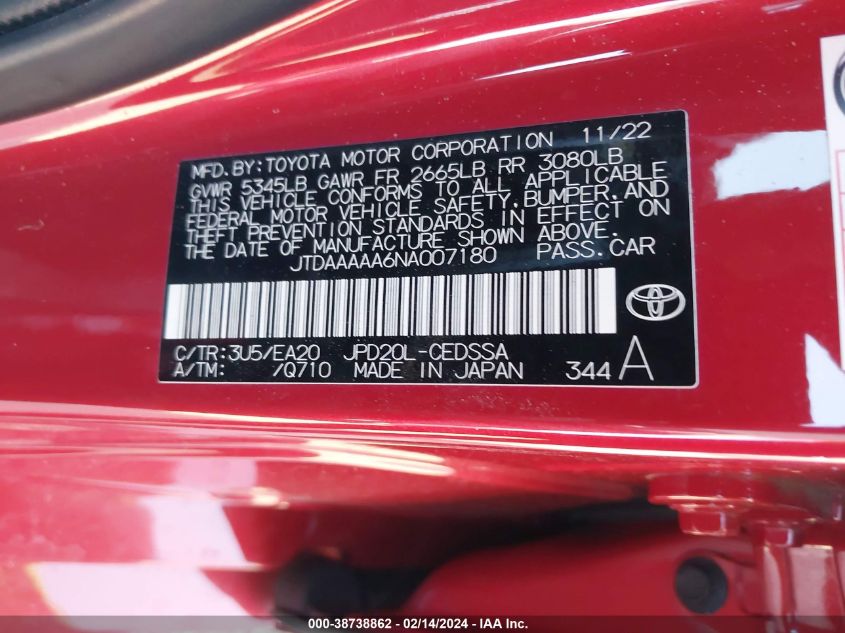 MFD. BY: TOYOTA MOTOR CORPORATION 11/22
GVWR 5345LB GAWR FR 2665LB RR 3080LB
THIS VEHICLE CONFORMS TO ALL APPLICABLE
FEDERAL MOTOR VEHICLE SAFETY, BUMPER, AND
THEFT PREVENTION STANDARDS IN EFFECT ON
THE DATE OF MANUFACTURE SHOWN ABOVE.
JTDAAAAA6NA007180 PASS. CAR
C/TR: 3U5/EA20 JPD20L-CEDSSA
A/TM: /Q710 MADE IN JAPAN 344 A
000-38738862 - 02/14/2024 - IAA Inc.